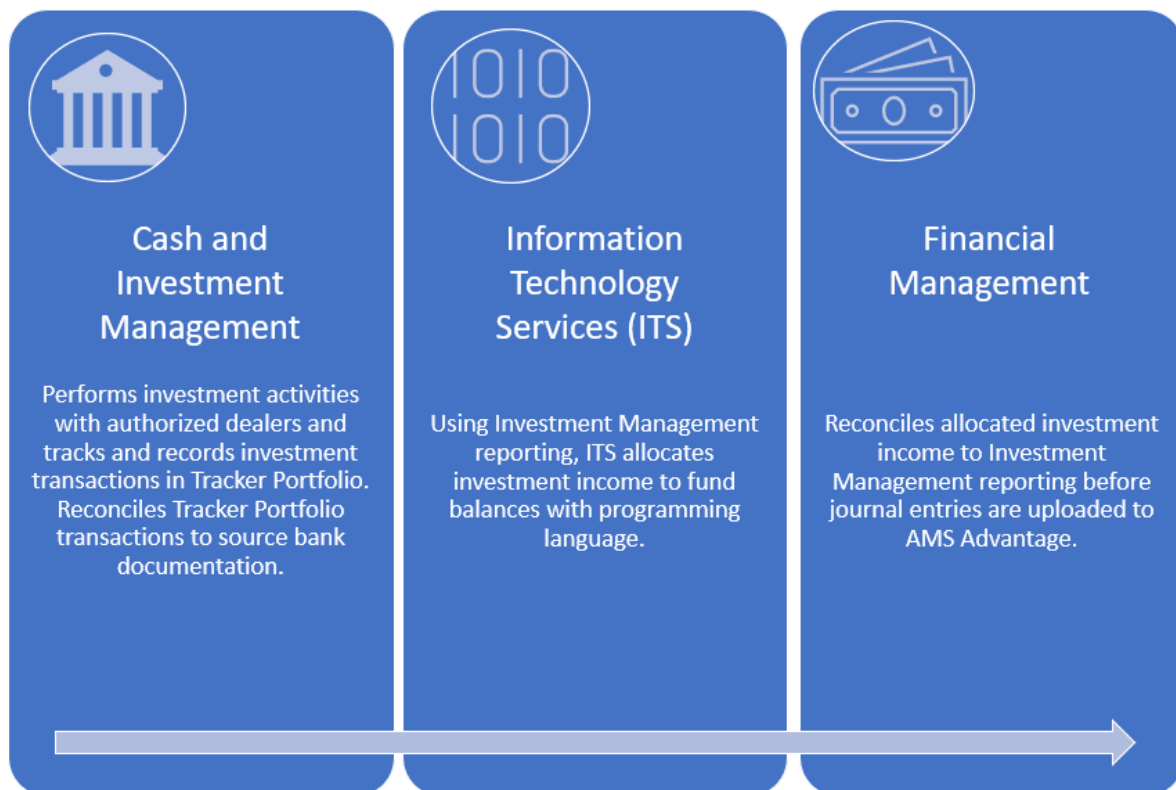 1010
1010
Cash and
Investment
Management
Performs investment activities
with authorized dealers and
tracks and records investment
transactions in Tracker Portfolio.
Reconciles Tracker Portfolio
transactions to source bank
documentation.
Information
Technology
Services (ITS)
Using Investment Management
reporting, ITS allocates
investment income to fund
balances with programming
language.
Financial
Management
Reconciles allocated investment
income to Investment
Management reporting before
journal entries are uploaded to
AMS Advantage.